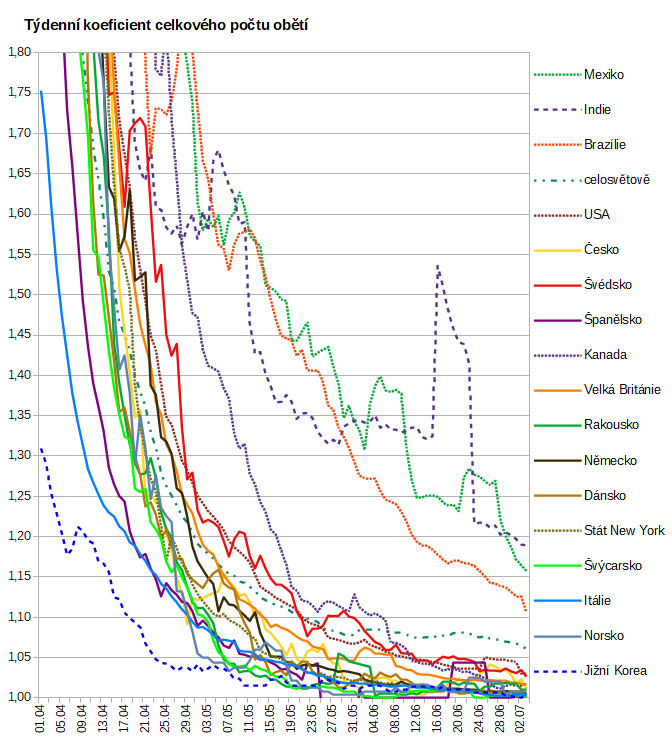 Týdenní koeficient celkového počtu obětí
1,80
1,75
1,70
1,65
1,60
1,55
1,50
1,45
1,40
1,35
1,30
1,25
1,20
1,15
1,10
1,05
1,00
01.04
05.04
09.04
13.04
17.04
21.04
25.04
29.04
03.05
07.05
11.05
15.05
19.05
23.05
27.05
31.05
04.06
08.06
12.06
16.06
20.06
24.06
28.06
02.07
Mexiko
Indie
Brazílie
celosvětově
USA
Česko
Švédsko
Španělsko
Kanada
Velká Británie
Rakousko
Německo
Dánsko
Stát New York
Švýcarsko
Itálie
Norsko
Jižní Korea